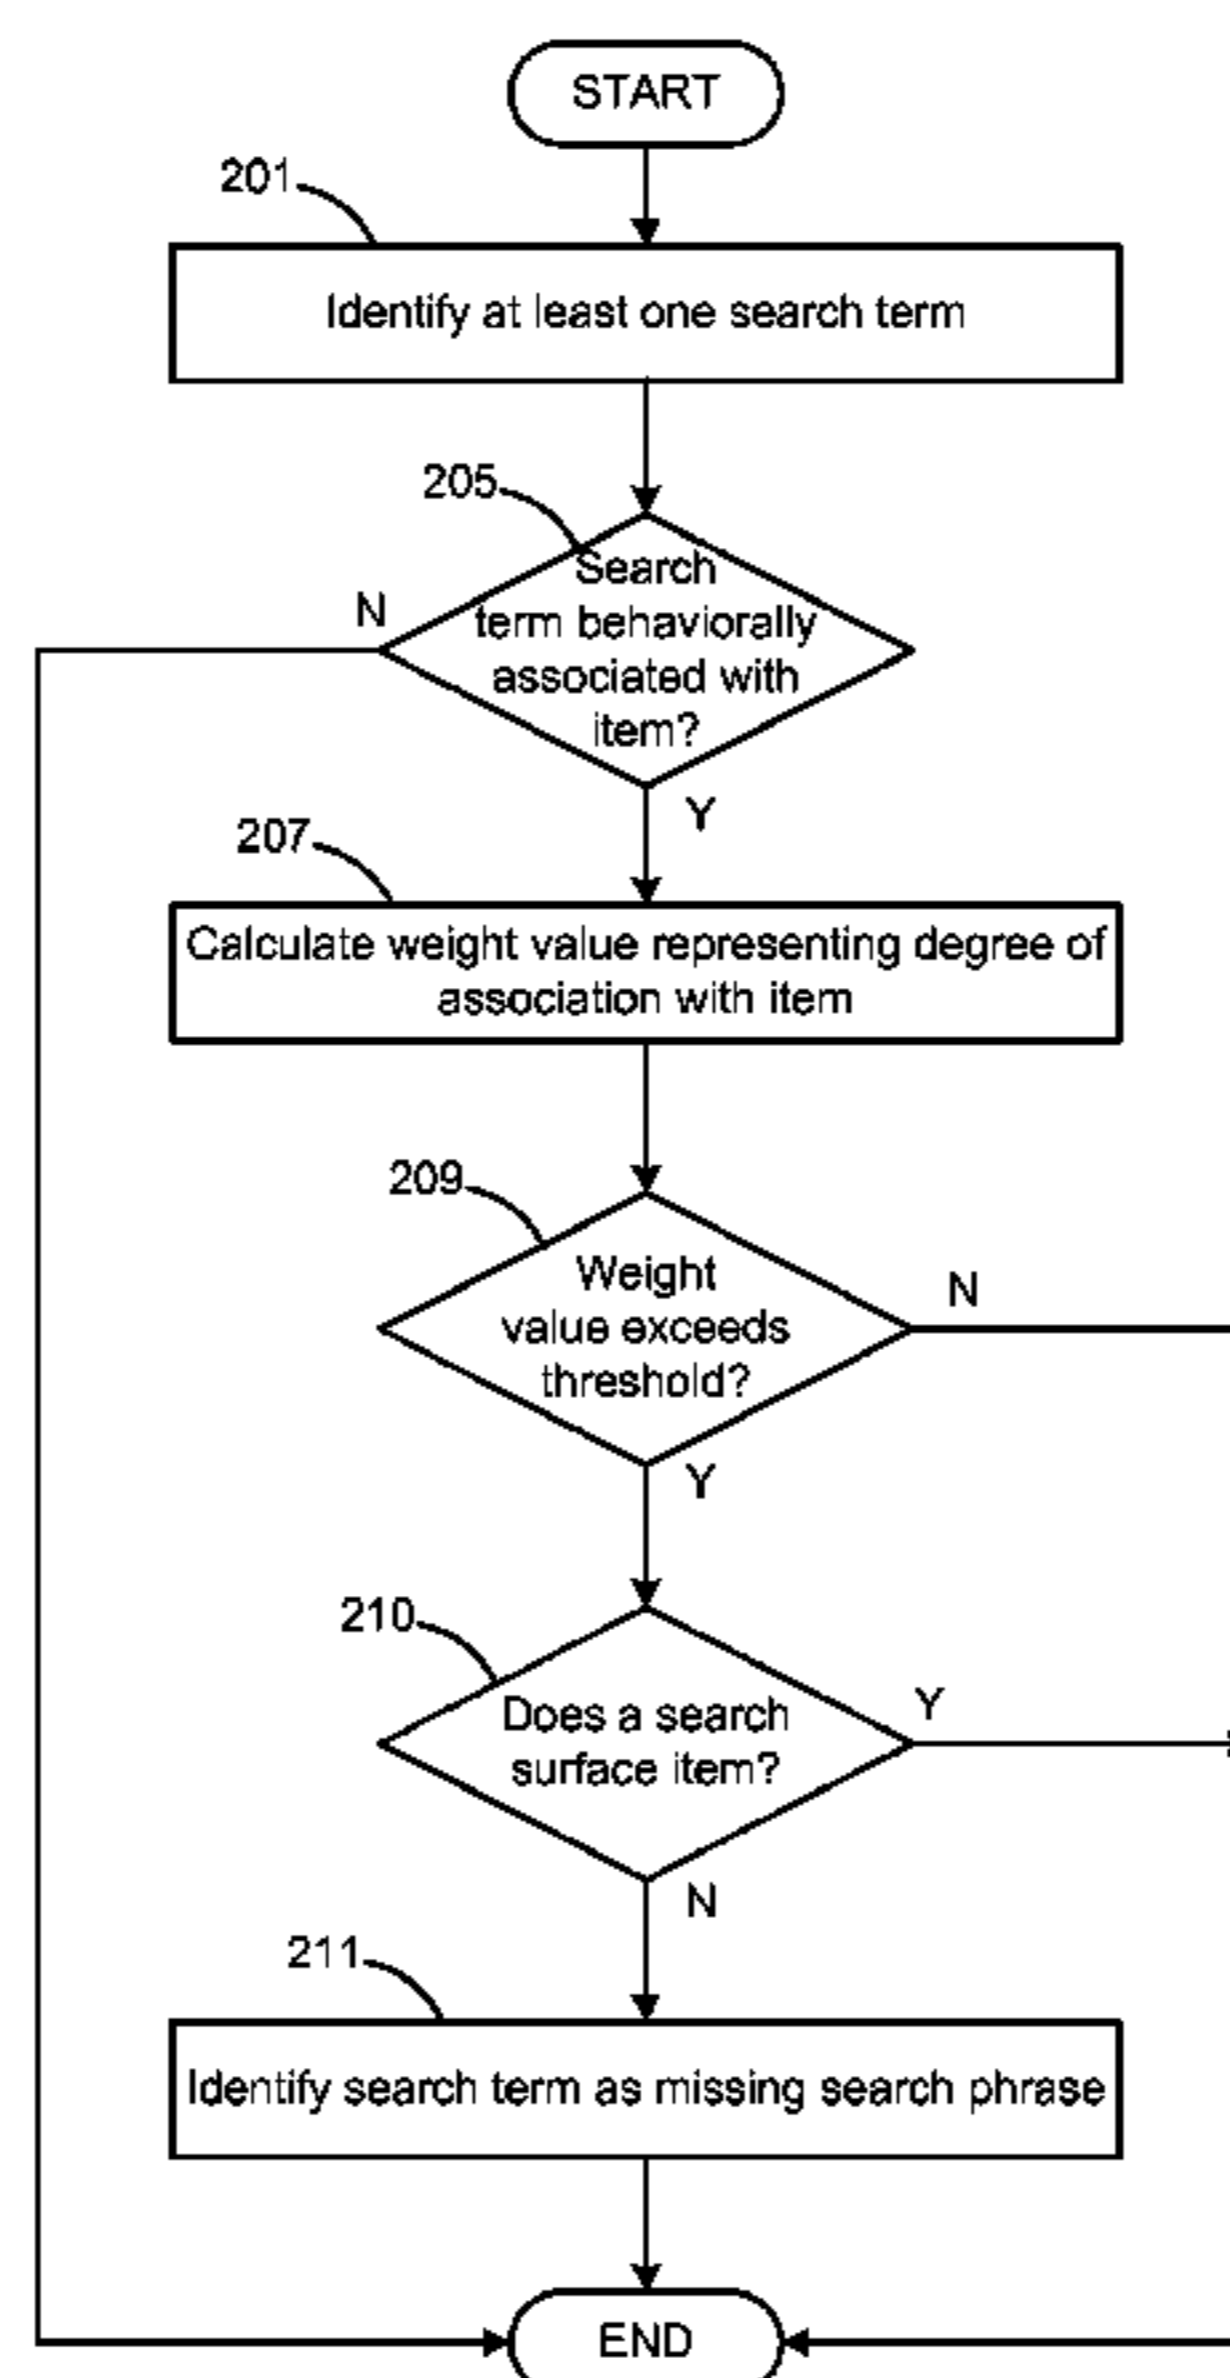 START
201
Identify at least one search term
205
Search
term behaviorally
associated with
item?
N
Y
207
Calculate weight value representing degree of
association with item
209
Weight
value exceeds
threshold?
N
Y
210
Does a search
surface item?
Y
N
211
Identify search term as missing search phrase
END